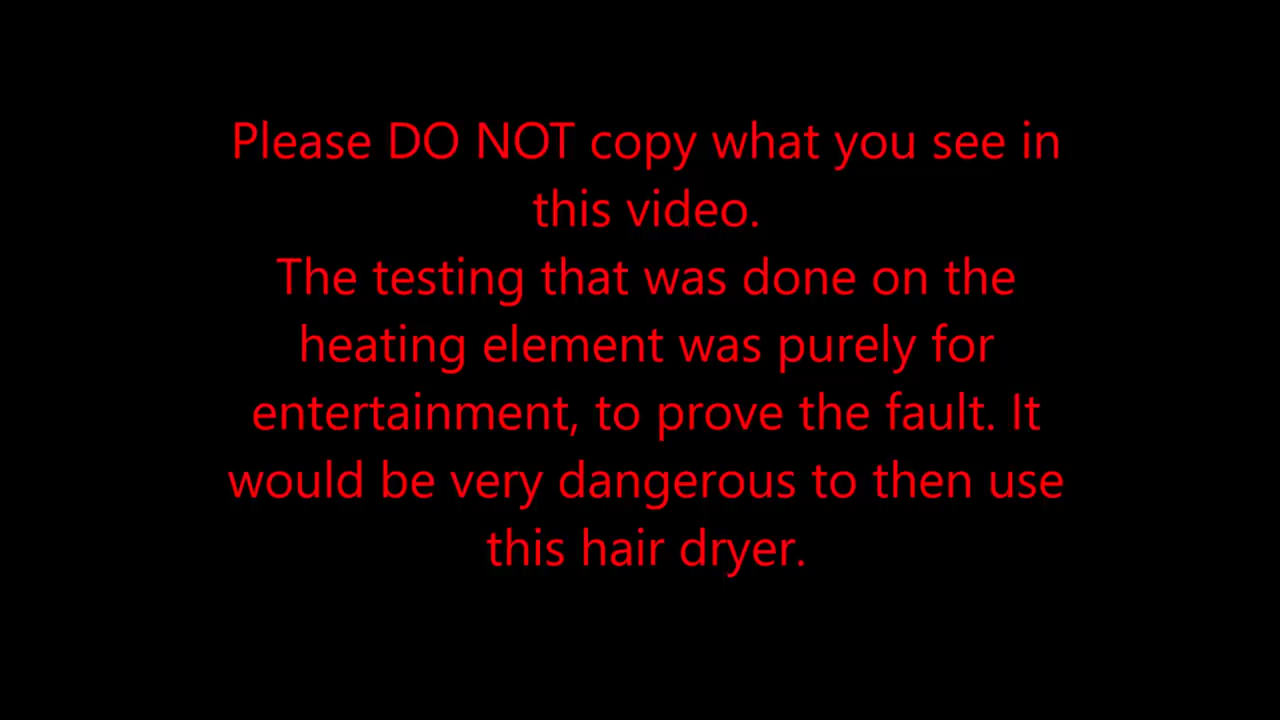 Please DO NOT copy what you see in
this video.
The testing that was done on the
heating element was purely for
entertainment, to prove the fault. It
would be very dangerous to then use
this hair dryer.